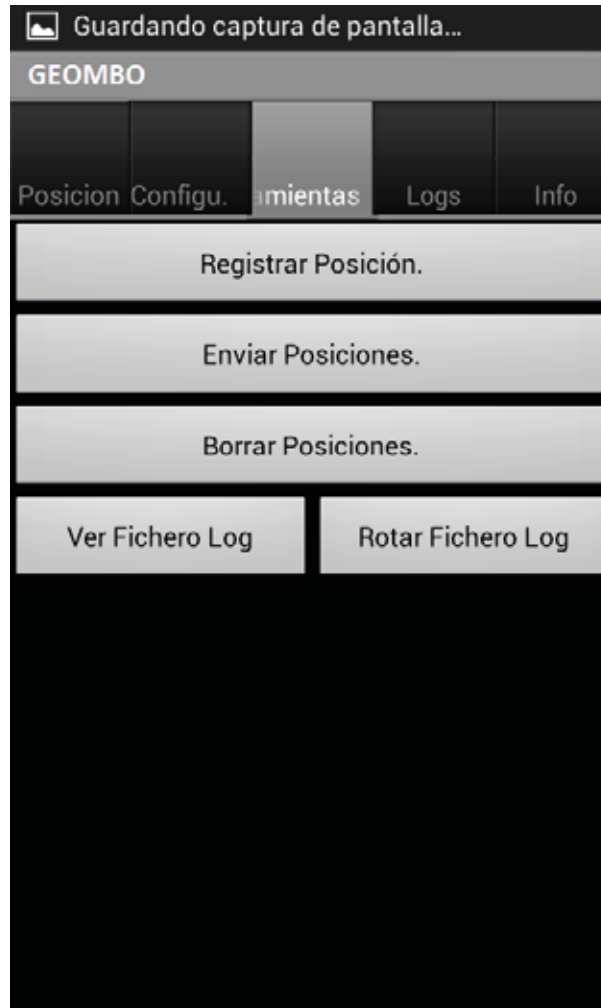 Guardando captura de pantalla...
GEOMBO
Posicion Configu. amientas Logs Info
Registrar Posición.
Enviar Posiciones.
Borrar Posiciones.
Ver Fichero Log Rotar Fichero Log